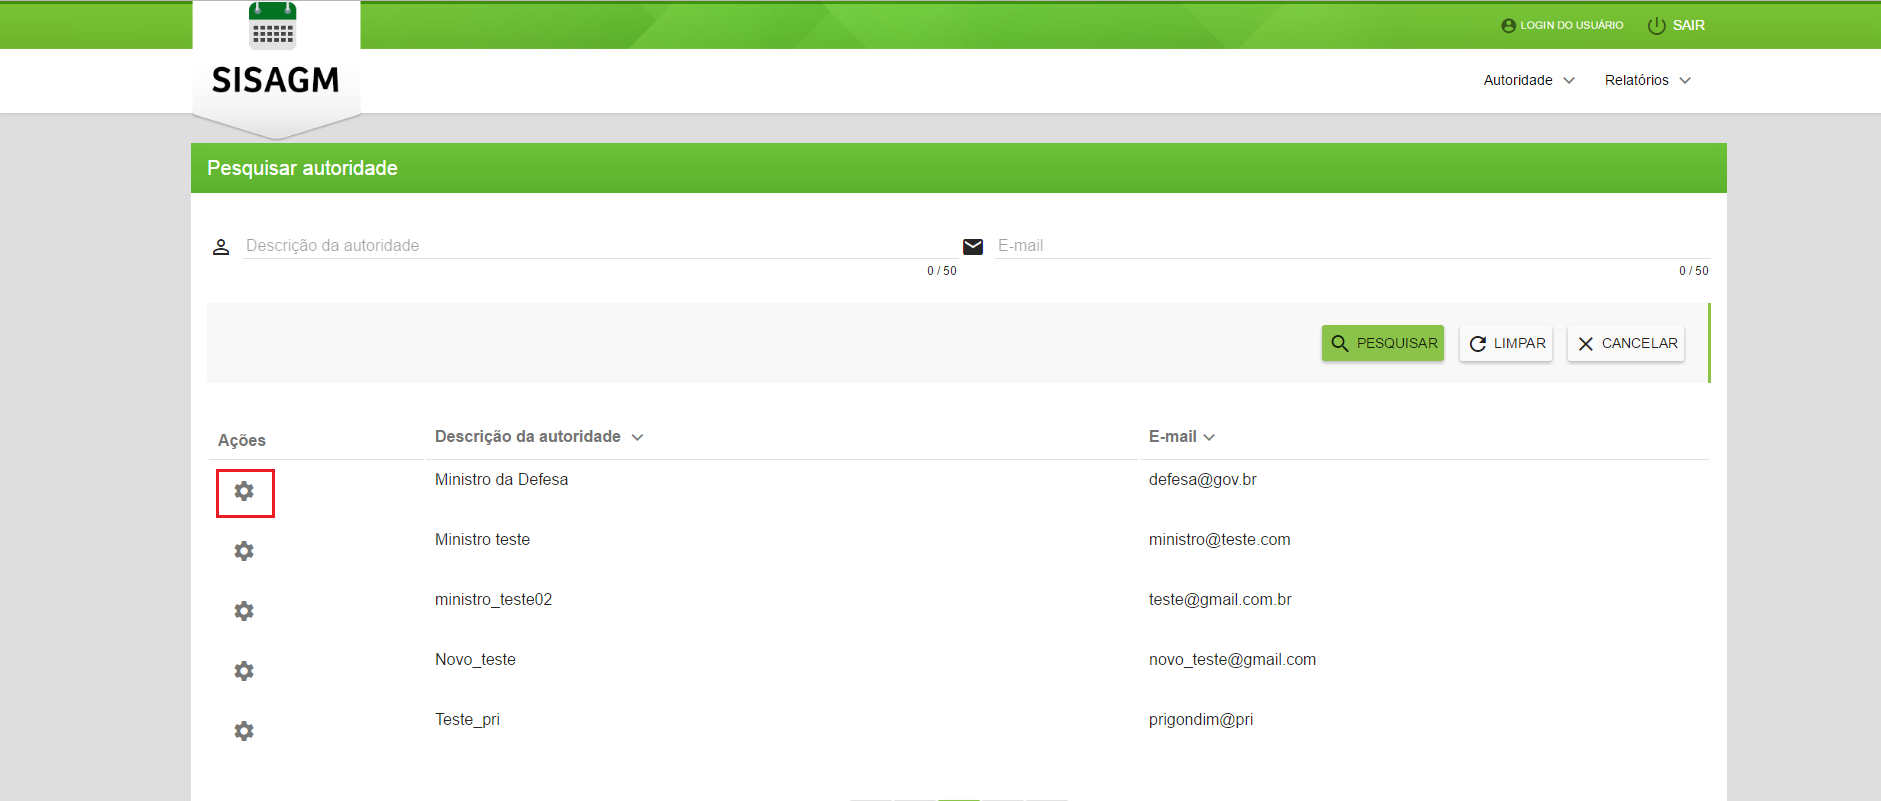 LOGIN DO USUÁRIO SAIR
SISAGM
Autoridade Relatórios
Pesquisar autoridade
Descrição da autoridade E-mail
0 / 50 0 / 50
PESQUISAR LIMPAR CANCELAR
Ações Descrição da autoridade E-mail
Ministro da Defesa defesa@gov.br
Ministro teste ministro@teste.com
ministro_teste02 teste@gmail.com.br
Novo_teste novo_teste@gmail.com
Teste_pri prigondim@pri